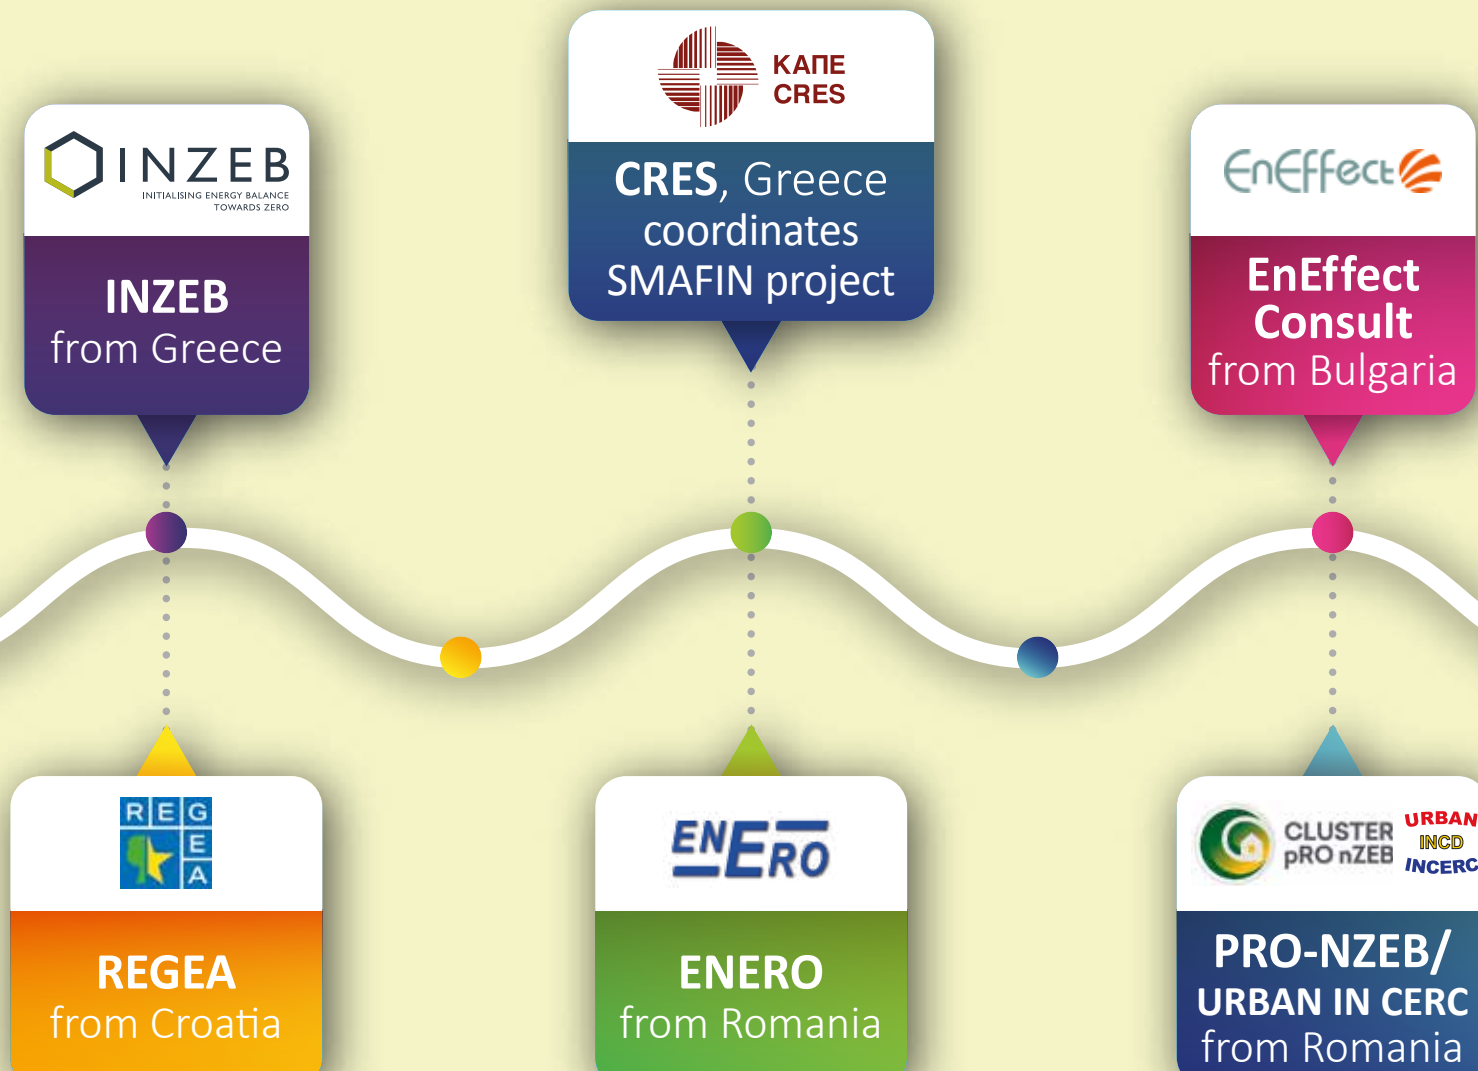 INZEB
INITIALISING ENERGY BALANCE
TOWARDS ZERO
INZEB
from Greece
ΚΑΠΕ
CRES
CRES, Greece
coordinates
SMAFIN project
EnEffect
EnEffect
Consult
from Bulgaria
REG
E
A
REGEA
from Croatia
ENERO
ENERO
from Romania
CLUSTER
pRO nZEB
URBAN
INCD
INCERC
PRO-NZEB/
URBAN IN CERC
from Romania